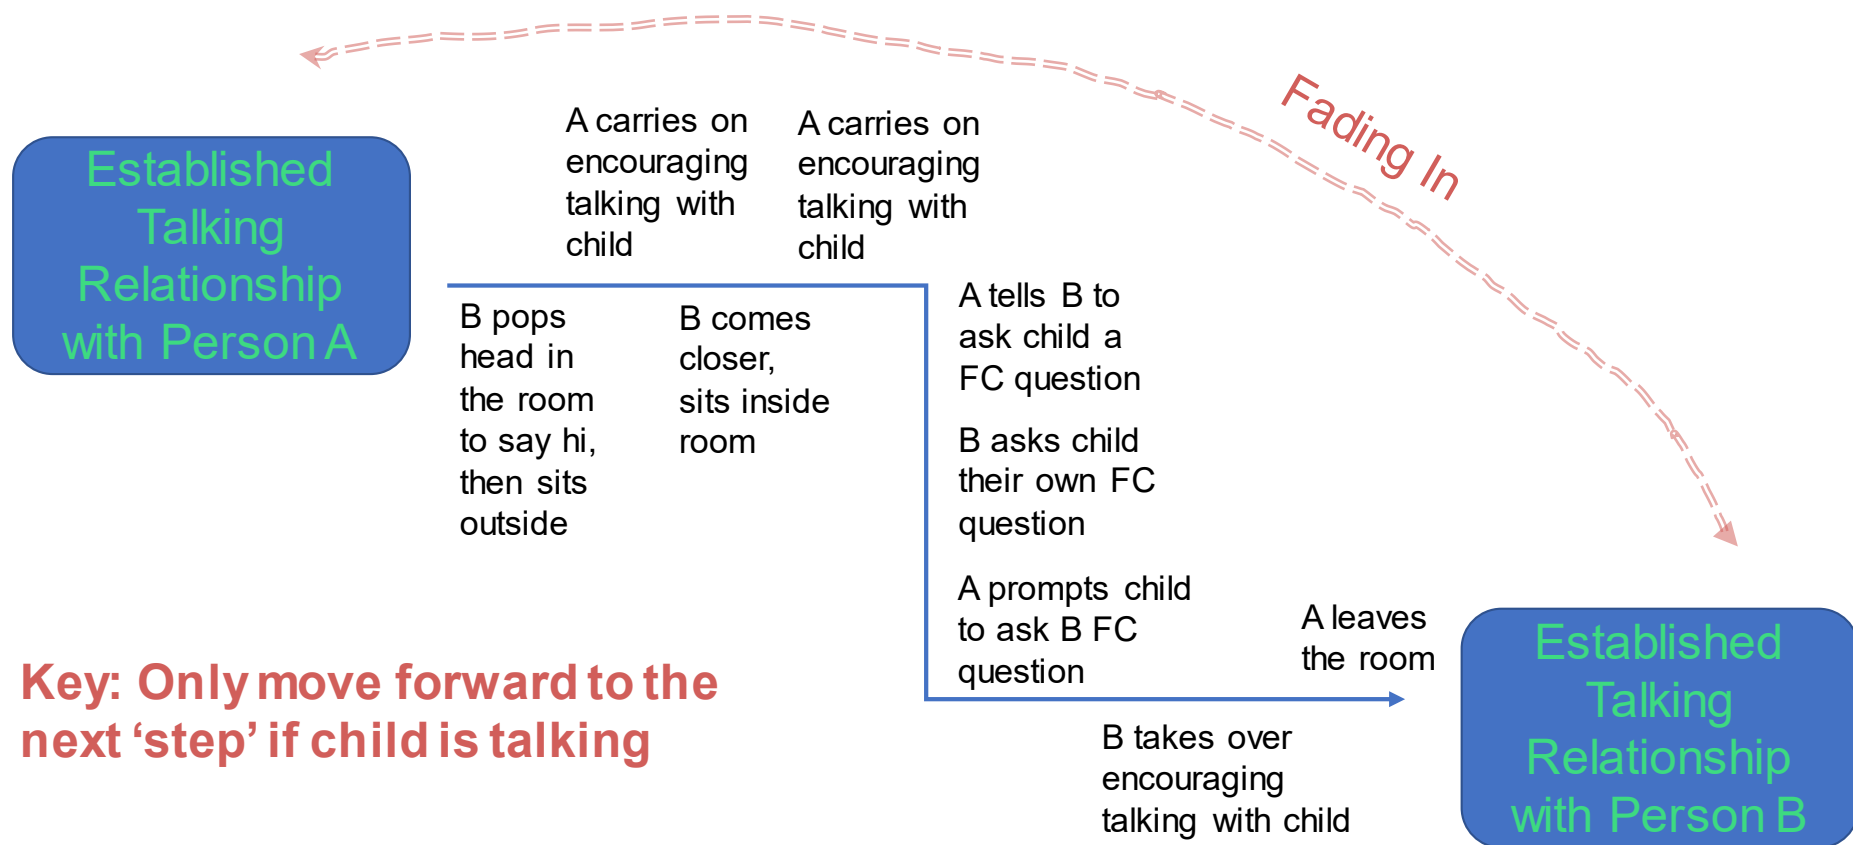 Fading In
Established
Talking
Relationship
with Person A
A carries on
encouraging
talking with
child
A carries on
encouraging
talking with
child
B pops
head in
the room
to say hi,
then sits
outside
B comes
closer,
sits inside
room
A tells B to
ask child a
FC question
B asks child
their own FC
question
A prompts child
to ask B FC
question
A leaves
the room
B takes over
encouraging
talking with child
Established
Talking
Relationship
with Person B
Key: Only move forward to the
next ‘step’ if child is talking